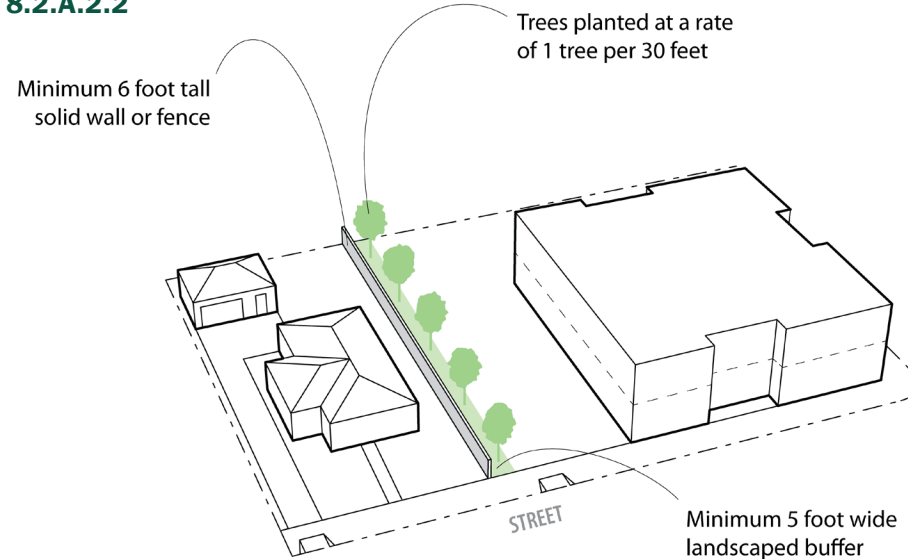 8.2.A.2.2
Trees planted at a rate
of 1 tree per 30 feet
Minimum 6 foot tall
solid wall or fence
STREET
Minimum 5 foot wide
landscaped buffer